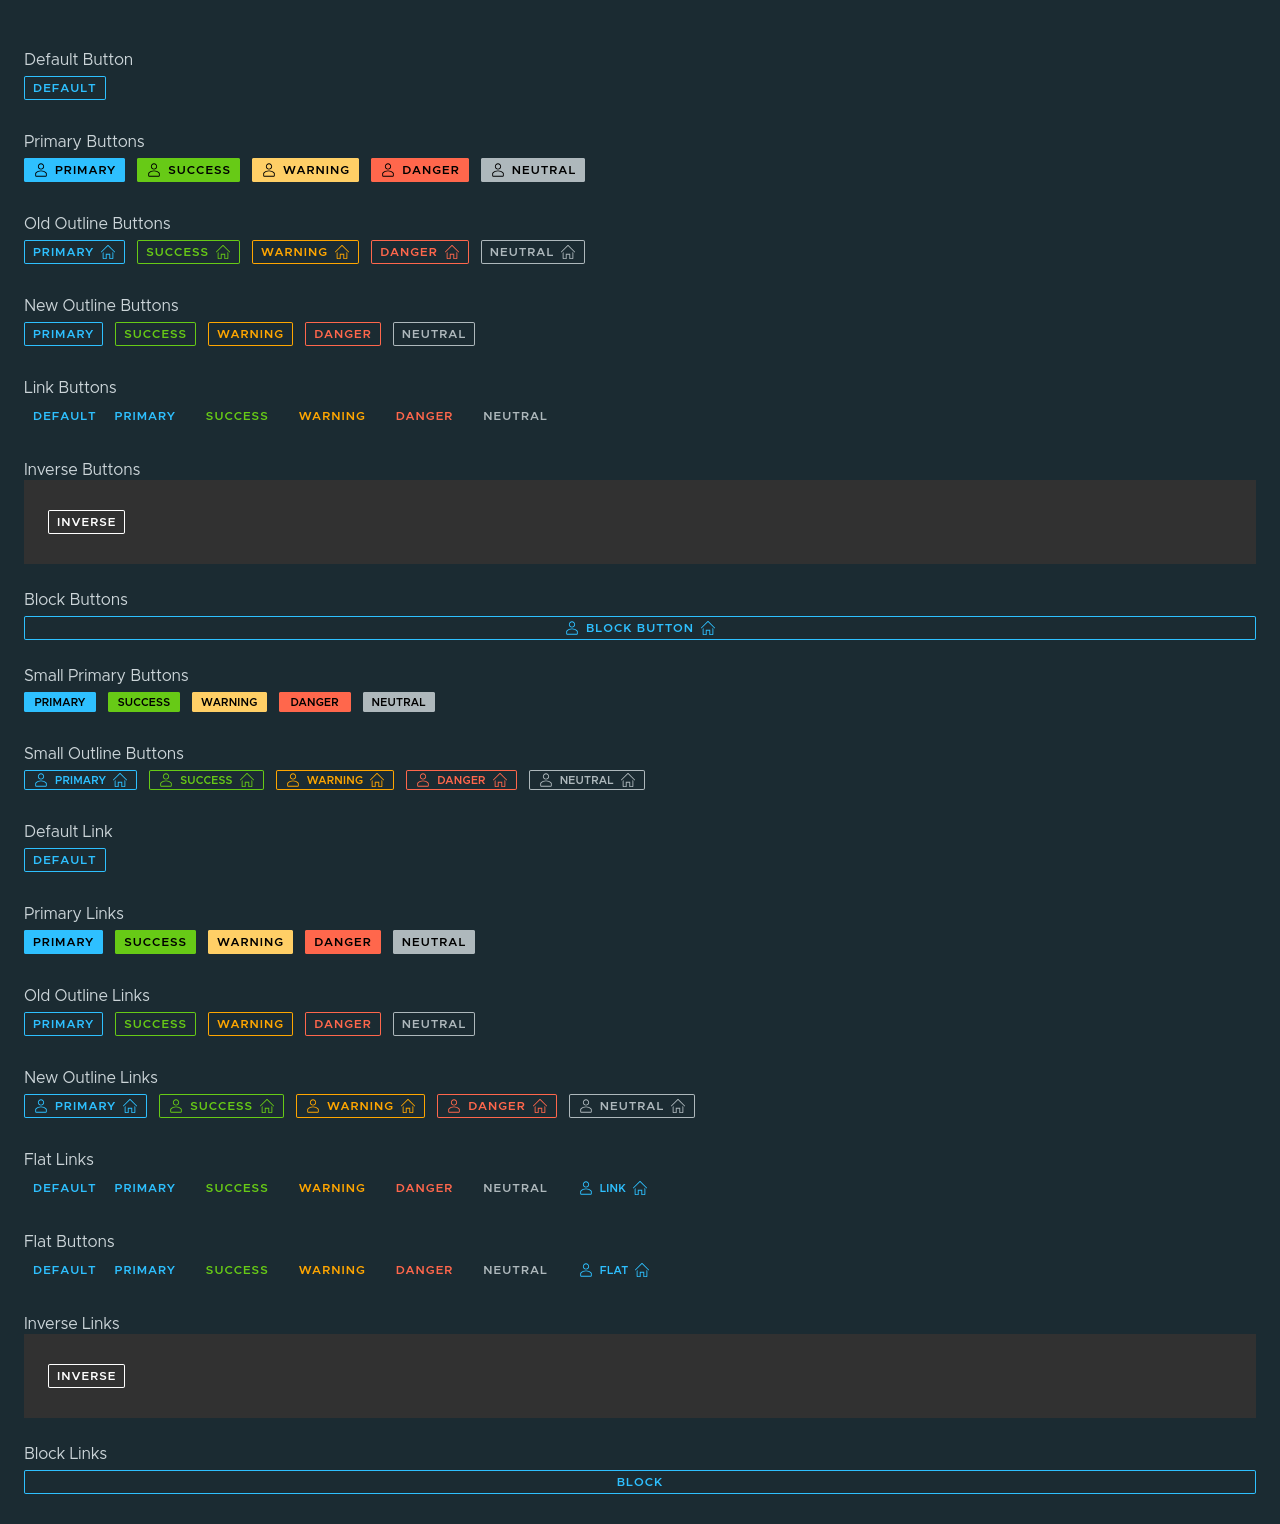 Default Button
DEFAULT
Primary Buttons
PRIMARY SUCCESS WARNING DANGER NEUTRAL
Old Outline Buttons
PRIMARY SUCCESS WARNING DANGER NEUTRAL
New Outline Buttons
PRIMARY SUCCESS WARNING DANGER NEUTRAL
Link Buttons
DEFAULT PRIMARY SUCCESS WARNING DANGER NEUTRAL
Inverse Buttons
INVERSE
Block Buttons
BLOCK BUTTON
Small Primary Buttons
PRIMARY SUCCESS WARNING DANGER NEUTRAL
Small Outline Buttons
PRIMARY SUCCESS WARNING DANGER NEUTRAL
Default Link
DEFAULT
Primary Links
PRIMARY SUCCESS WARNING DANGER NEUTRAL
Old Outline Links
PRIMARY SUCCESS WARNING DANGER NEUTRAL
New Outline Links
PRIMARY SUCCESS WARNING DANGER NEUTRAL
Flat Links
DEFAULT PRIMARY SUCCESS WARNING DANGER NEUTRAL LINK
Flat Buttons
DEFAULT PRIMARY SUCCESS WARNING DANGER NEUTRAL FLAT
Inverse Links
INVERSE
Block Links
BLOCK